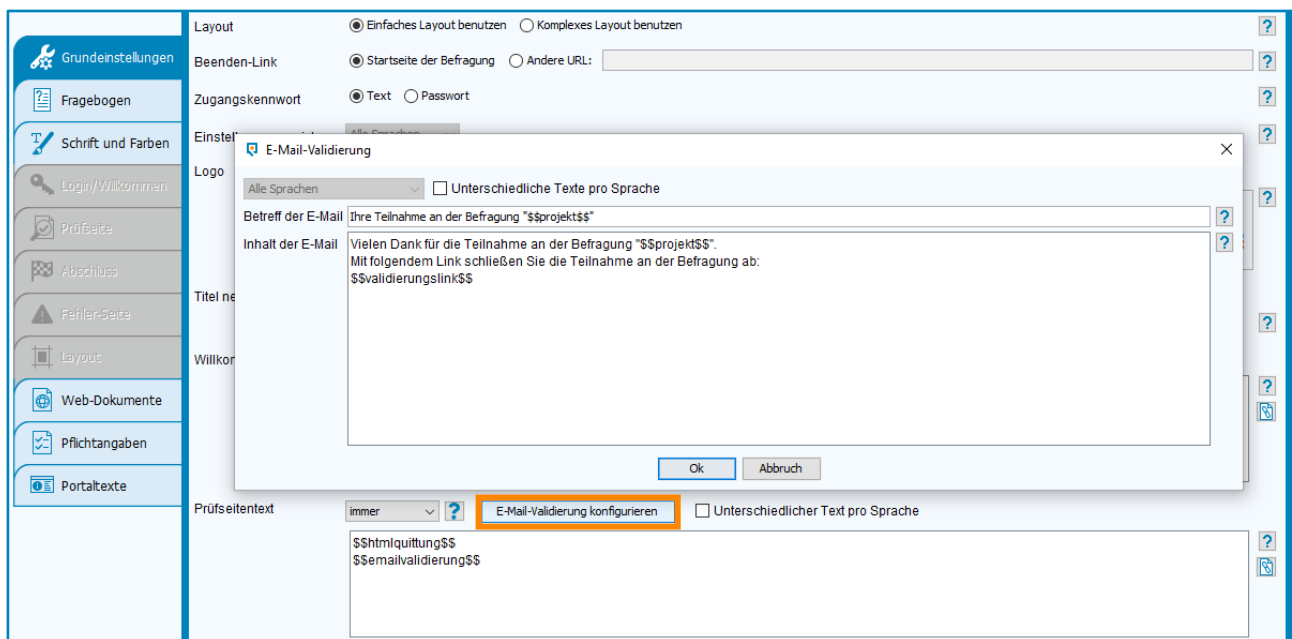 Layout
Einfaches Layout benutzen
Komplexes Layout benutzen
?
Grundeinstellungen
Beenden-Link
Startseite der Befragung
Andere URL:
?
Fragebogen
Zugangskennwort
Text
Passwort
?
Schrift und Farben
?
E-Mail-Validierung
Logo
Login/Willkommen
Alle Sprachen
Unterschiedliche Texte pro Sprache
?
Betreff der E-Mail
Ihre Teilnahme an der Befragung "$$projekt$$"
?
Prüfseite
Inhalt der E-Mail
Vielen Dank für die Teilnahme an der Befragung "$$projekt$$".
?
Mit folgendem Link schließen Sie die Teilnahme an der Befragung ab:
$$validierungslink$$
Abschluss
Titel
Fehler-Seite
?
Layout
?
Web-Dokumente
Pflichtangaben
Ok
Abbruch
Portaltexte
Prüfseitentext
immer
?
E-Mail-Validierung konfigurieren
Unterschiedlicher Text pro Sprache
$$htmlquittung$$
?
$$emailvalidierung$$